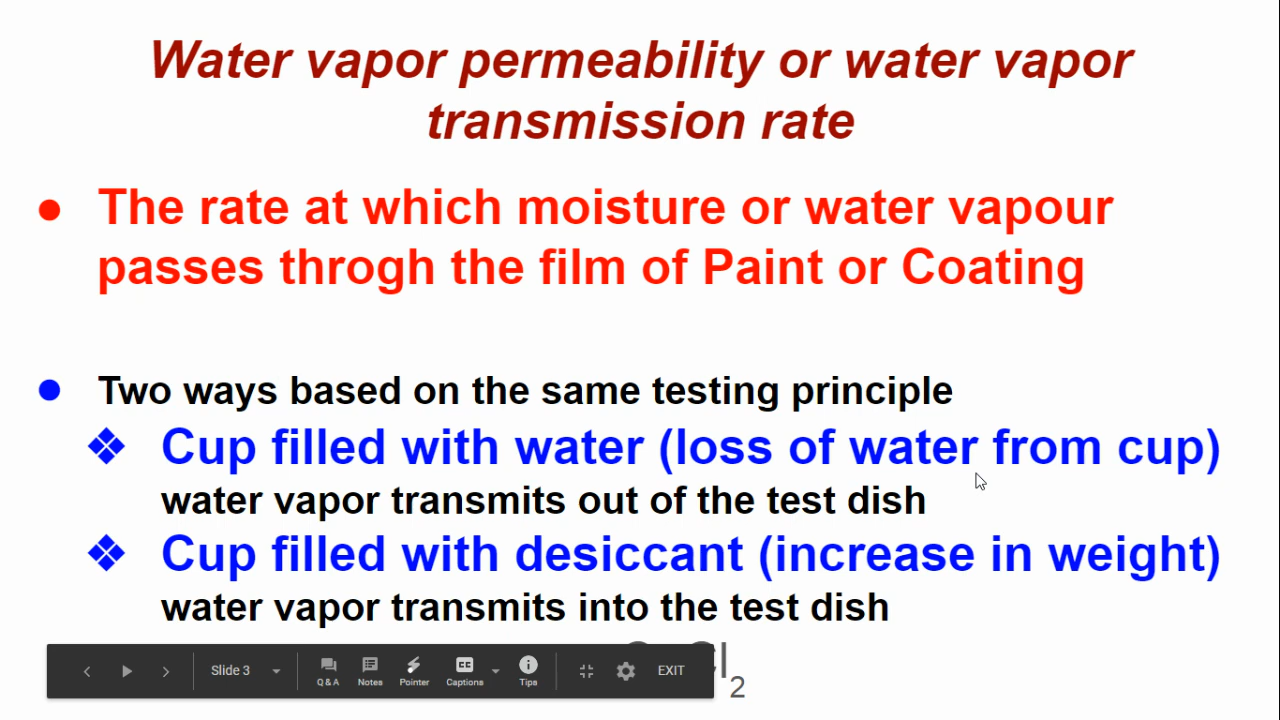 Water vapor permeability or water vapor
transmission rate
● The rate at which moisture or water vapour
passes throgh the film of Paint or Coating
● Two ways based on the same testing principle
❖ Cup filled with water (loss of water from cup)
water vapor transmits out of the test dish
❖ Cup filled with desiccant (increase in weight)
water vapor transmits into the test dish
Slide 3
Q & A
Notes
Pointer
Captions
CC
Tips
EXIT